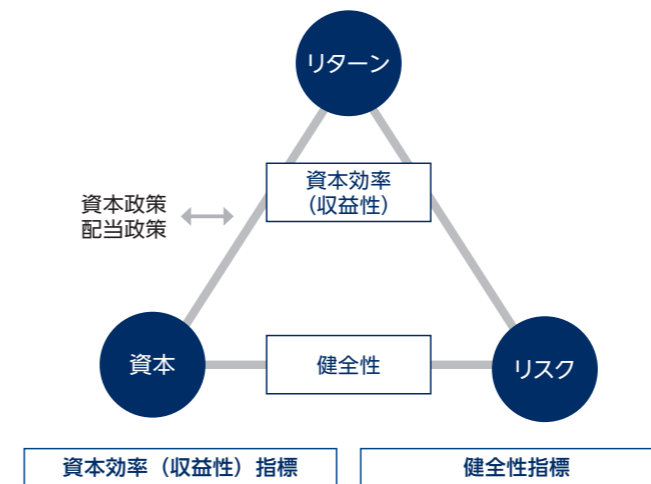 リターン
資本効率
（収益性）
資本政策
配当政策
資本
健全性
リスク
資本効率（収益性）指標
健全性指標